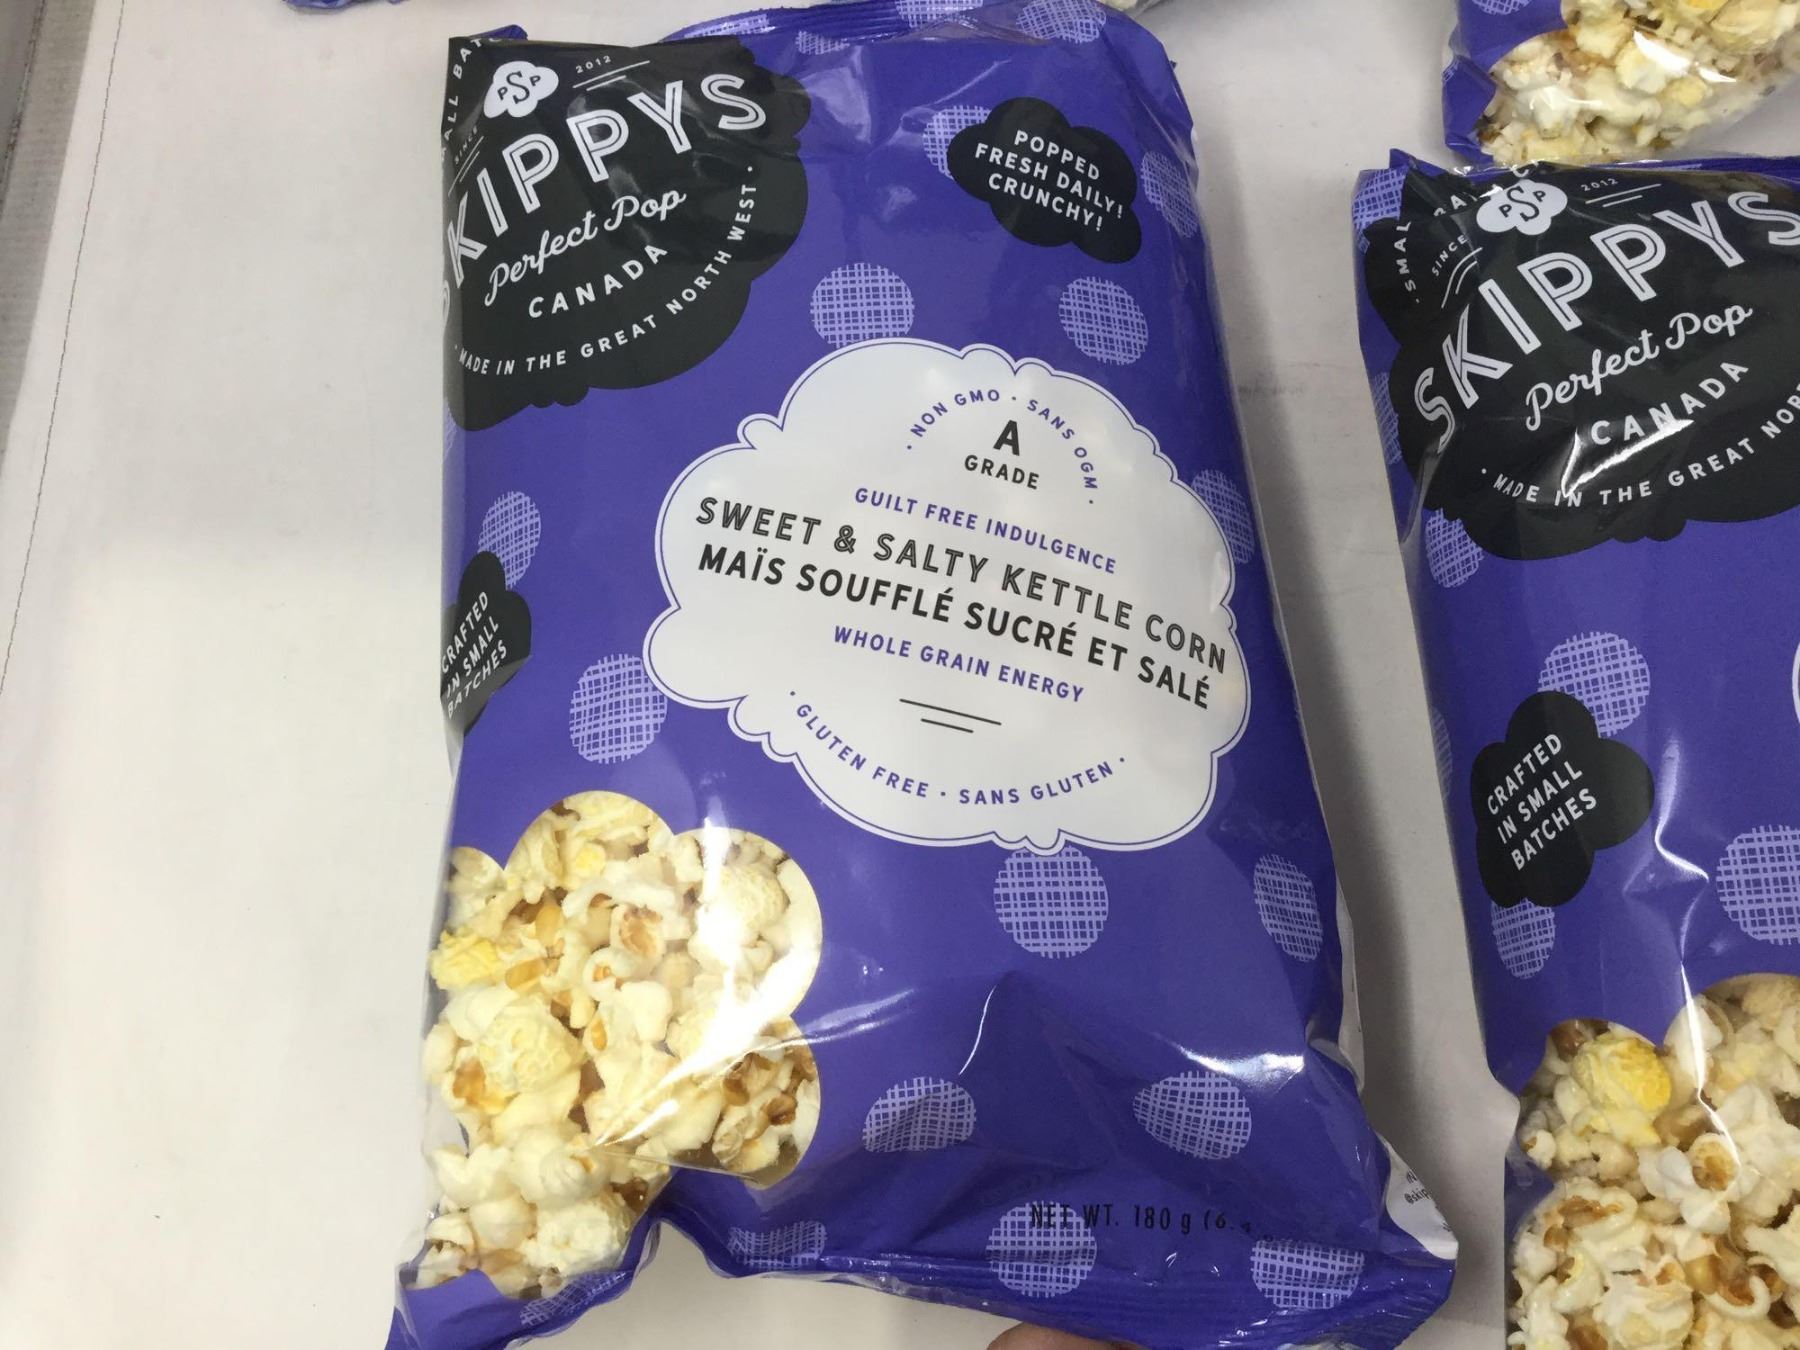 PSP
SINCE 2012
SKIPPYS
Perfect Pop
CANADA
· MADE IN THE GREAT NORTH WEST ·
POPPED
FRESH DAILY!
CRUNCHY!
· NON GMO · SANS OGM ·
A
GRADE
GUILT FREE INDULGENCE
SWEET & SALTY KETTLE CORN
MAÏS SOUFFLÉ SUCRÉ ET SALÉ
WHOLE GRAIN ENERGY
· GLUTEN FREE · SANS GLUTEN ·
CRAFTED
IN SMALL
BATCHES
NET WT. 180 g
PSP
· SMALL
SINCE 2012
SKIPPYS
Perfect Pop
CANADA
· MADE IN THE GREAT
CRAFTED
IN SMALL
BATCHES